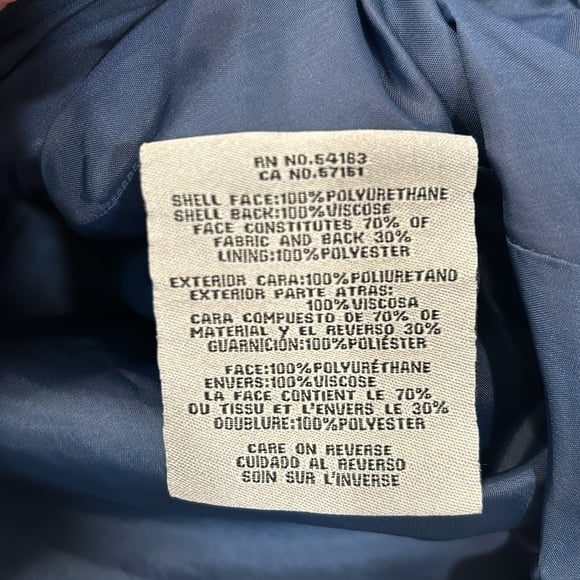 RN NO.54163
CA NO.57151
SHELL FACE:100%POLYURETHANE
SHELL BACK:100%VISCOSE
FACE CONSTITUTES 70% OF
FABRIC AND BACK 30%
LINING:100%POLYESTER
EXTERIOR CARA:100%POLIURETANO
EXTERIOR PARTE ATRAS:
100%VISCOSA
CARA COMPUESTO DE 70% DE
MATERIAL Y EL REVERSO 30%
GUARNICIÓN:100%POLIÉSTER
FACE:100%POLYURÉTHANE
ENVERS:100%VISCOSE
LA FACE CONTIENT LE 70%
DU TISSU ET L'ENVERS LE 30%
DOUBLURE:100%POLYESTER
CARE ON REVERSE
CUIDADO AL REVERSO
SOIN SUR L'INVERSE